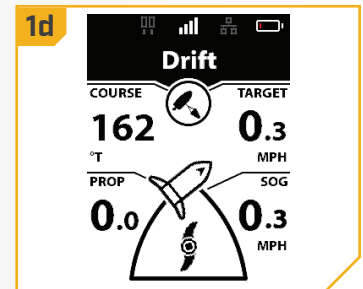 1d
Drift
COURSE
TARGET
162
0.3
°T
MPH
PROP
SOG
0.0
0.3
MPH